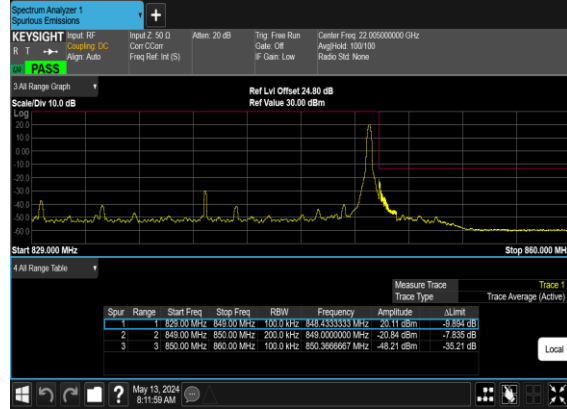 Spectrum Analyzer 1
Spurious Emissions
KEYSIGHT Input: RF Input Z: 50 Ω Atten: 20 dB Trig: Free Run Center Freq: 22.005000000 GHz
R T Coupling: DC Corr CCorr Gate: Off Avg|Hold: 100/100
Align: Auto Freq Ref: Int (S) IF Gain: Low Radio Std: None
PASS
3 All Range Graph
Ref Lvl Offset 24.80 dB
Scale/Div 10.0 dB Ref Value 30.00 dBm
Log
20.0
10.0
0.00
-10.0
-20.0
-30.0
-40.0
-50.0
-60.0
Start 829.000 MHz Stop 860.000 MH
4 All Range Table
Measure Trace Trace 1
Trace Type Trace Average (Active)
Spur Range Start Freq Stop Freq RBW Frequency Amplitude ΔLimit
1 1 829.00 MHz 849.00 MHz 100.0 kHz 848.4333333 MHz 20.11 dBm -9.894 dB
2 2 849.00 MHz 850.00 MHz 200.0 kHz 849.0000000 MHz -20.84 dBm -7.835 dB
3 3 850.00 MHz 860.00 MHz 100.0 kHz 850.3666667 MHz -48.21 dBm -35.21 dB
Local
May 13, 2024
8:11:59 AM